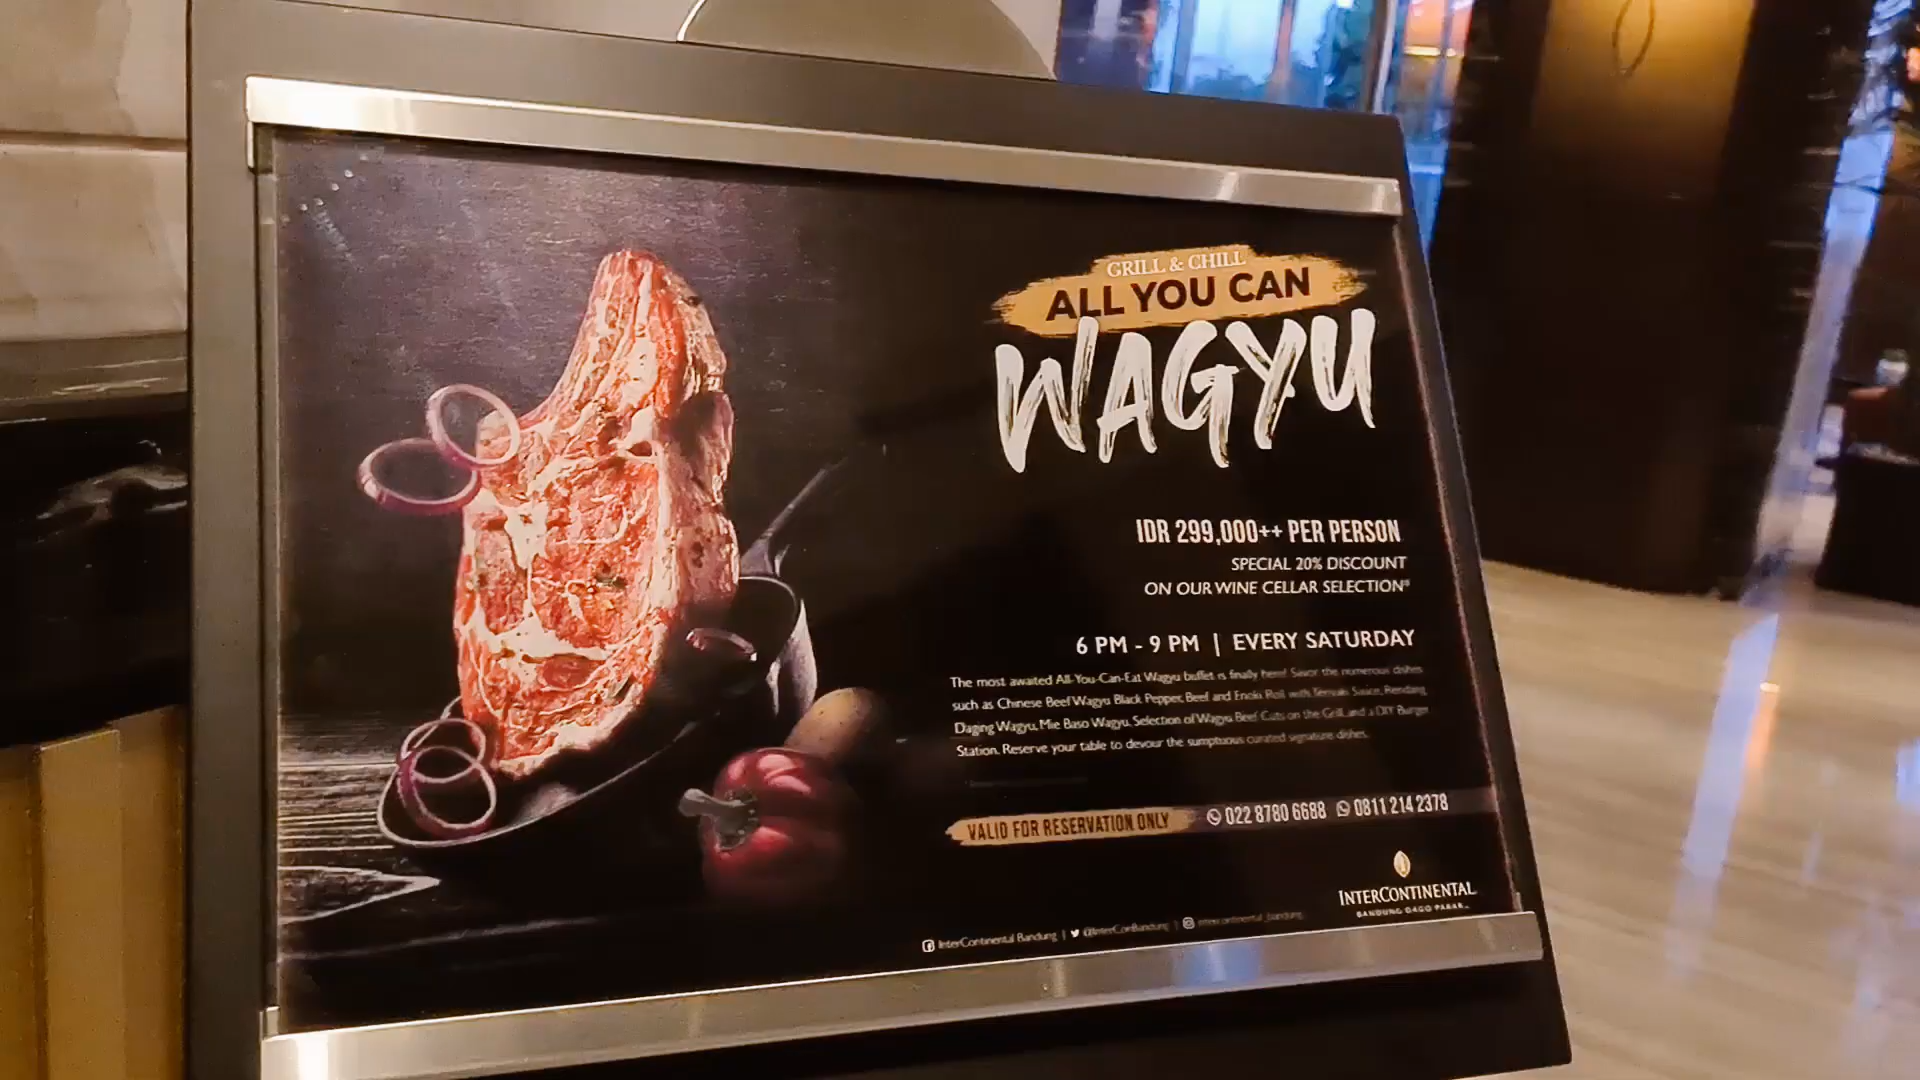 GRILL & CHILL
ALL YOU CAN
WAGYU
IDR 299,000++ PER PERSON
SPECIAL 20% DISCOUNT
ON OUR WINE CELLAR SELECTION*
6 PM - 9 PM | EVERY SATURDAY
The most awaited All-You-Can-Eat Wagyu buffet is finally here! Savor the numerous dishes
such as Chinese Beef Wagyu Black Pepper, Beef and Enoki Roll with Teriyaki Sauce, Rendang
Daging Wagyu, Mie Baso Wagyu, Selection of Wagyu Beef Cuts on the Grill, and a DIY Burger
Station. Reserve your table to devour the sumptuous curated signature dishes.
VALID FOR RESERVATION ONLY 022 8780 6688 0811 214 2378
INTERCONTINENTAL
BANDUNG DAGO PAKAR
InterContinental Bandung | @InterConBandung | intercontinental_bandung